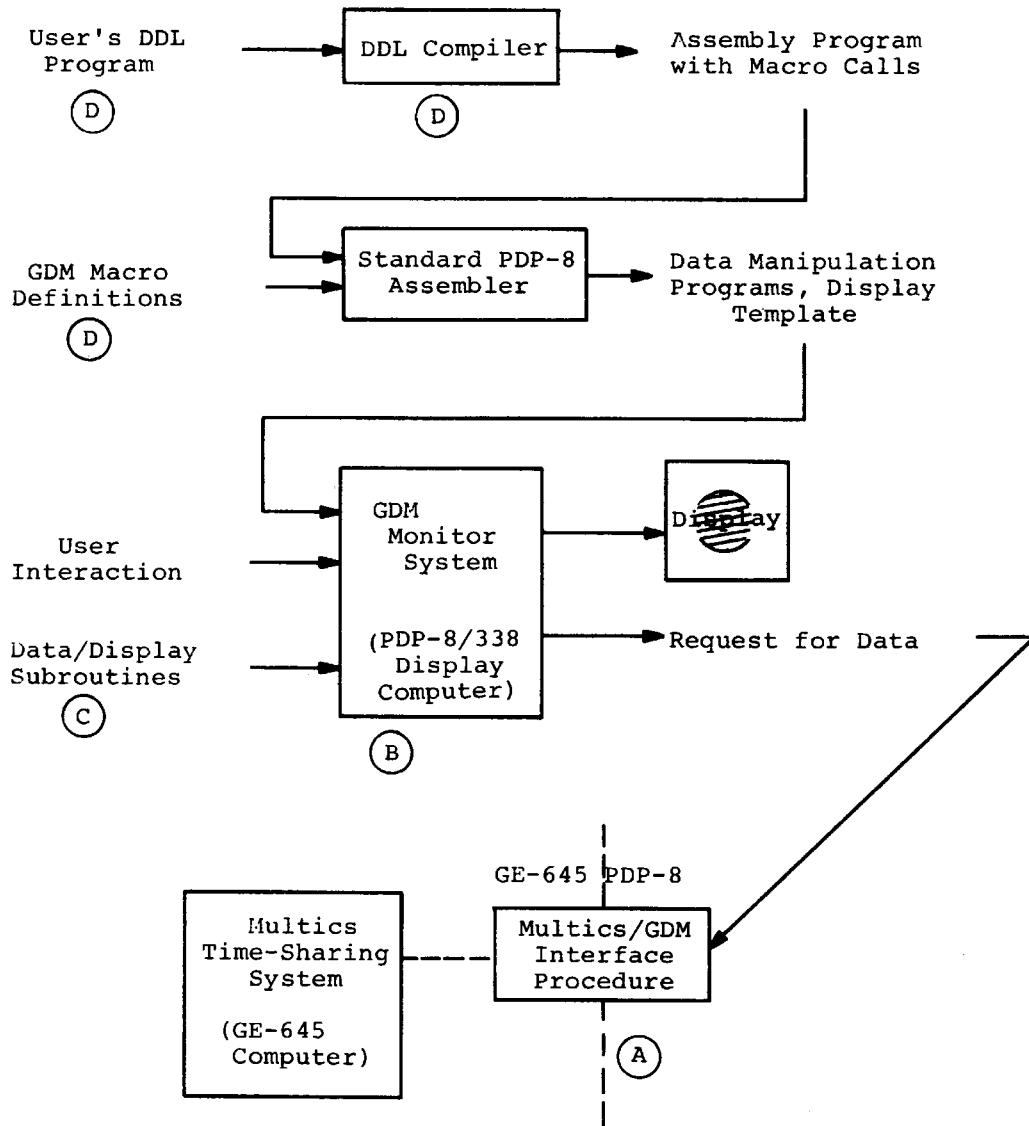 User's DDL
Program
D
DDL Compiler
D
Assembly Program
with Macro Calls
GDM Macro
Definitions
D
Standard PDP-8
Assembler
Data Manipulation
Programs, Display
Template
User
Interaction
Data/Display
Subroutines
C
GDM
Monitor
System
(PDP-8/338
Display
Computer)
B
Display
Request for Data
Multics
Time-Sharing
System
(GE-645
Computer)
GE-645 PDP-8
Multics/GDM
Interface
Procedure
A